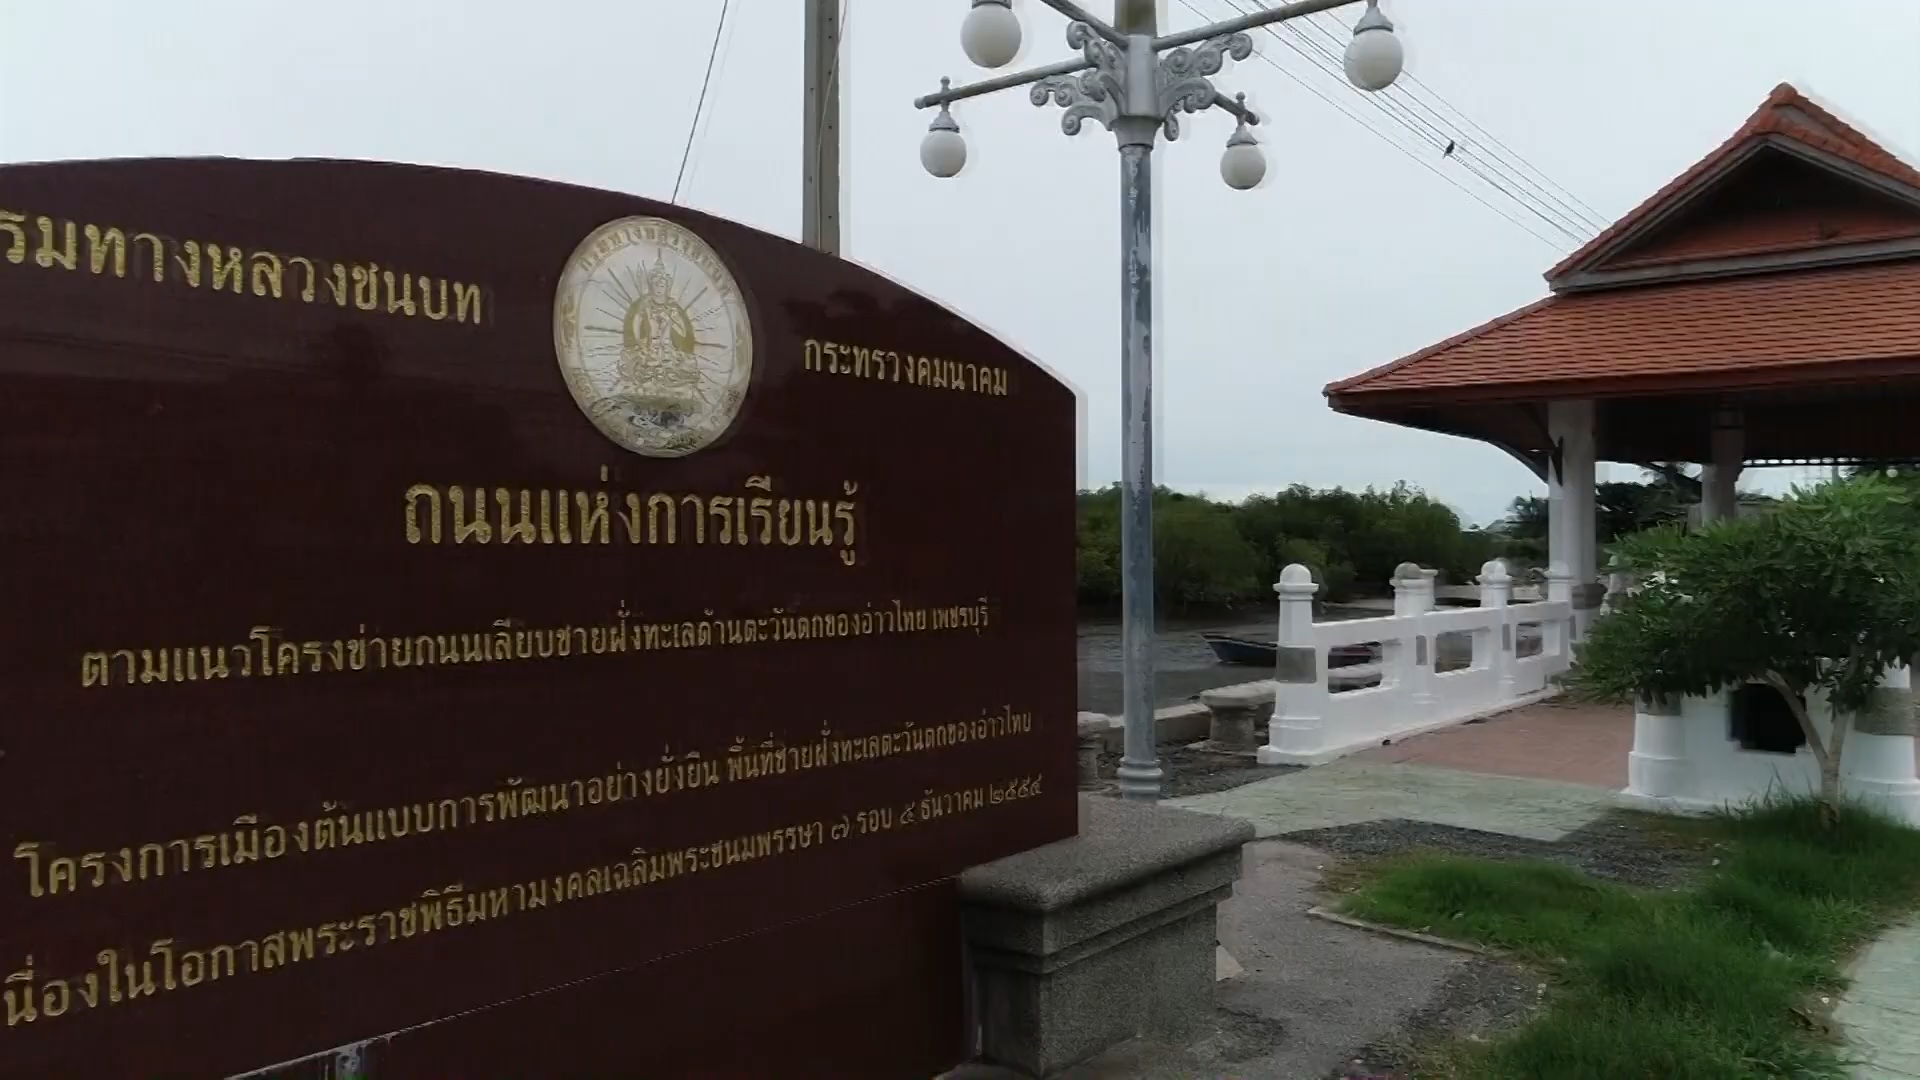 รมทางหลวงชนบท
กระทรวงคมนาคม
ถนนแห่งการเรียนรู้
ตามแนวโครงข่ายถนนเลียบชายฝั่งทะเลด้านตะวันตกของอ่าวไทย เพชรบุรี
โครงการเมืองต้นแบบการพัฒนาอย่างยั่งยืน พื้นที่ชายฝั่งทะเลตะวันตกของอ่าวไทย
นื่องในโอกาสพระราชพิธีมหามงคลเฉลิมพระชนมพรรษา ๗ รอบ ๕ ธันวาคม ๒๕๕๔